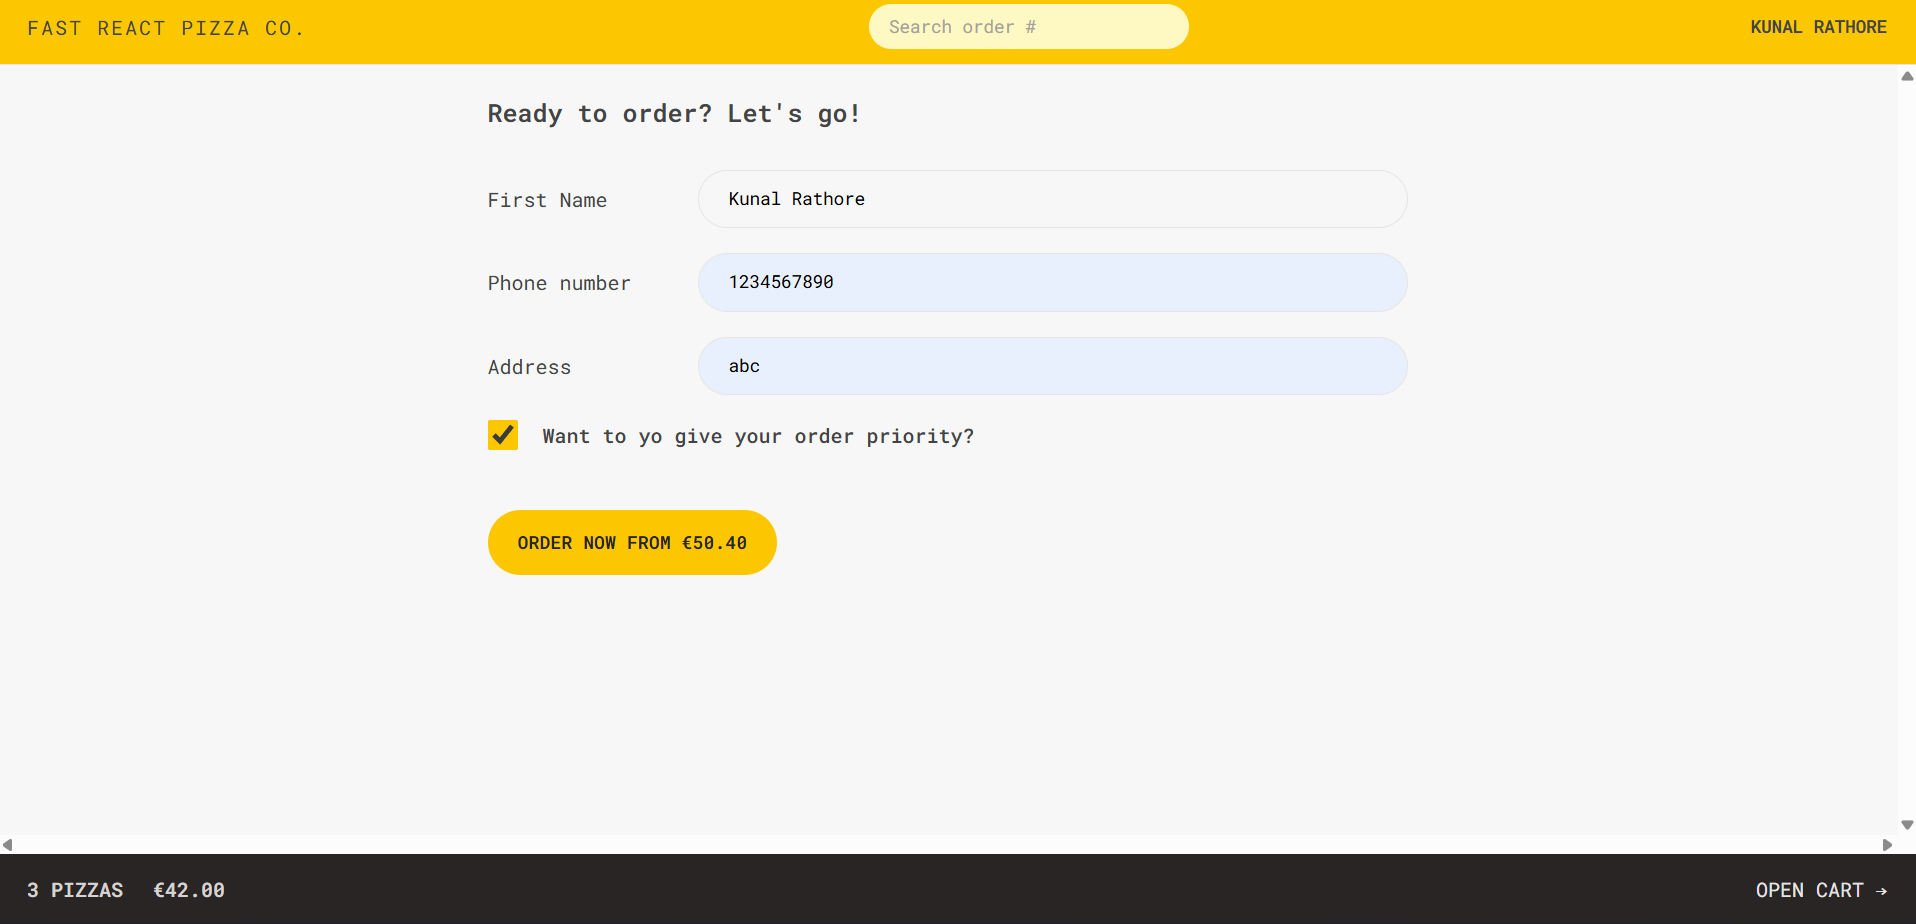 FAST REACT PIZZA CO.
Search order #
KUNAL RATHORE
Ready to order? Let's go!
First Name
Kunal Rathore
Phone number
1234567890
Address
abc
Want to yo give your order priority?
ORDER NOW FROM €50.40
3 PIZZAS €42.00
OPEN CART →